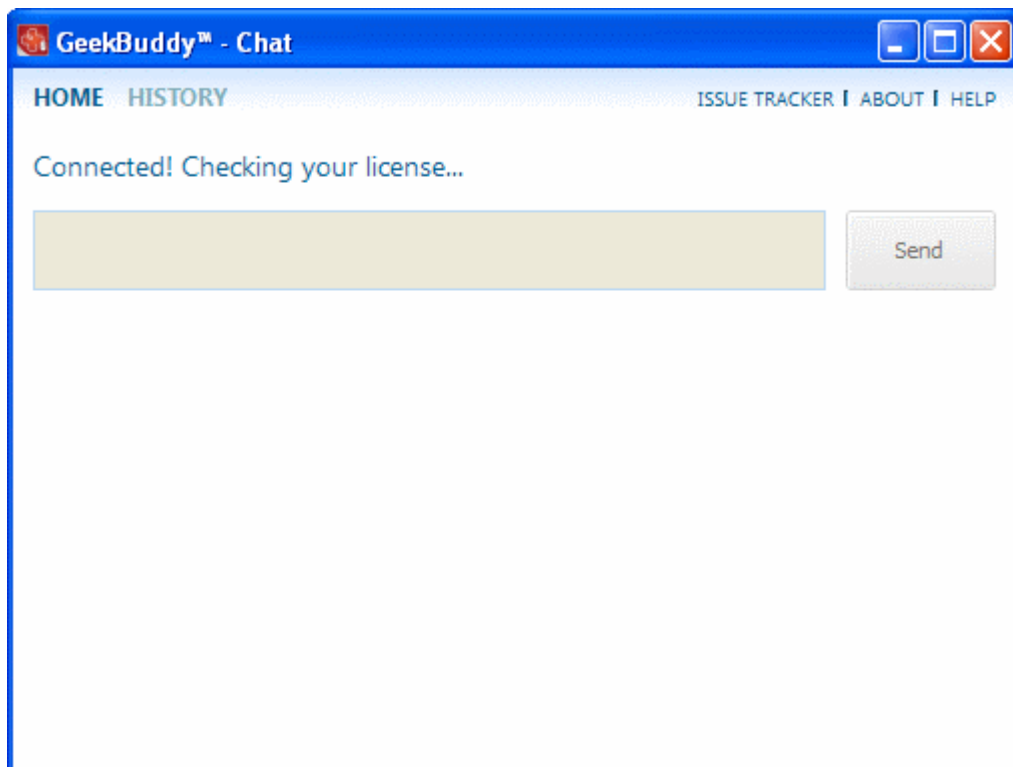 GeekBuddy™ - Chat
HOME HISTORY ISSUE TRACKER | ABOUT | HELP
Connected! Checking your license...
Send